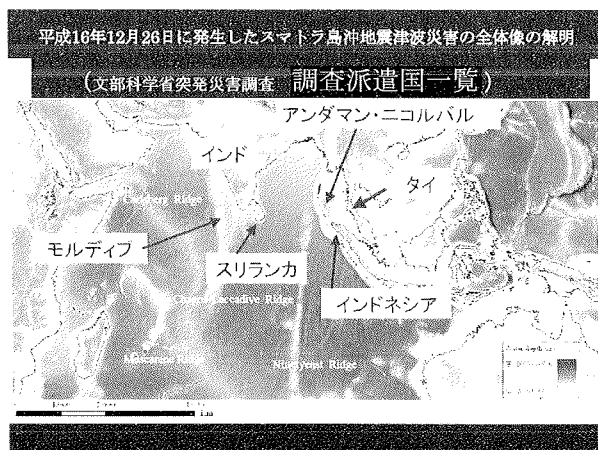 平成16年12月26日に発生したスマトラ島沖地震津波災害の全体像の解明
(文部科学省突発災害調査 調査派遣国一覧)
アンダマン・ニコルバル
インド
タイ
Ridge
モルディブ
スリランカ
Chagos-Laccadive Ridge
インドネシア
Ridge
Ridge
km